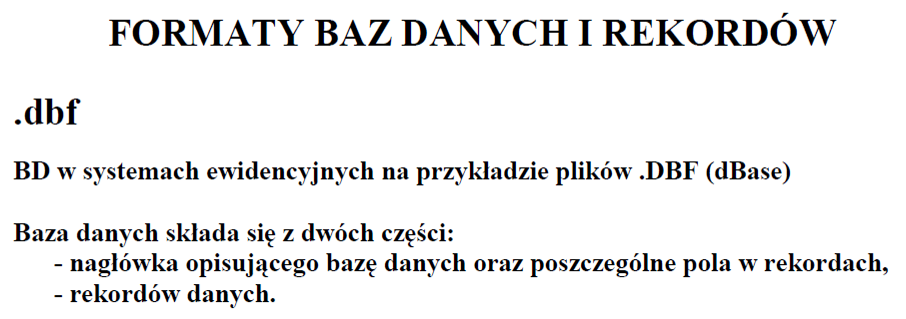 FORMATY BAZ DANYCH I REKORDÓW
.dbf
BD w systemach ewidencyjnych na przykładzie plików .DBF (dBase)
Baza danych składa się z dwóch części:
- nagłówka opisującego bazę danych oraz poszczególne pola w rekordach,
- rekordów danych.